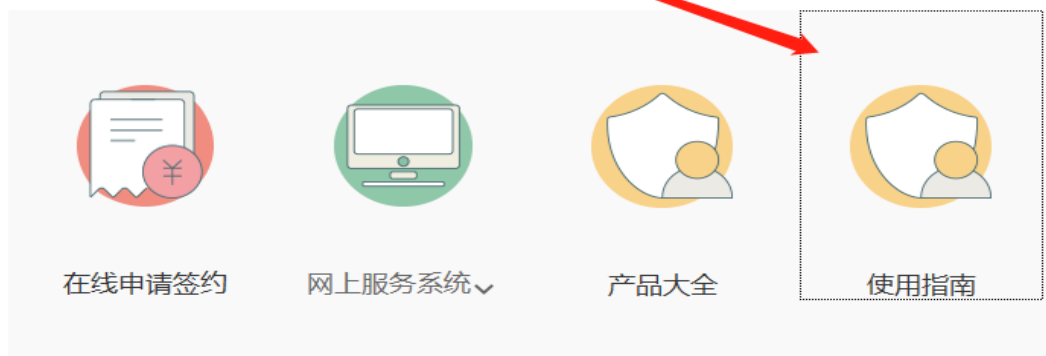 ¥
在线申请签约
网上服务系统
产品大全
使用指南